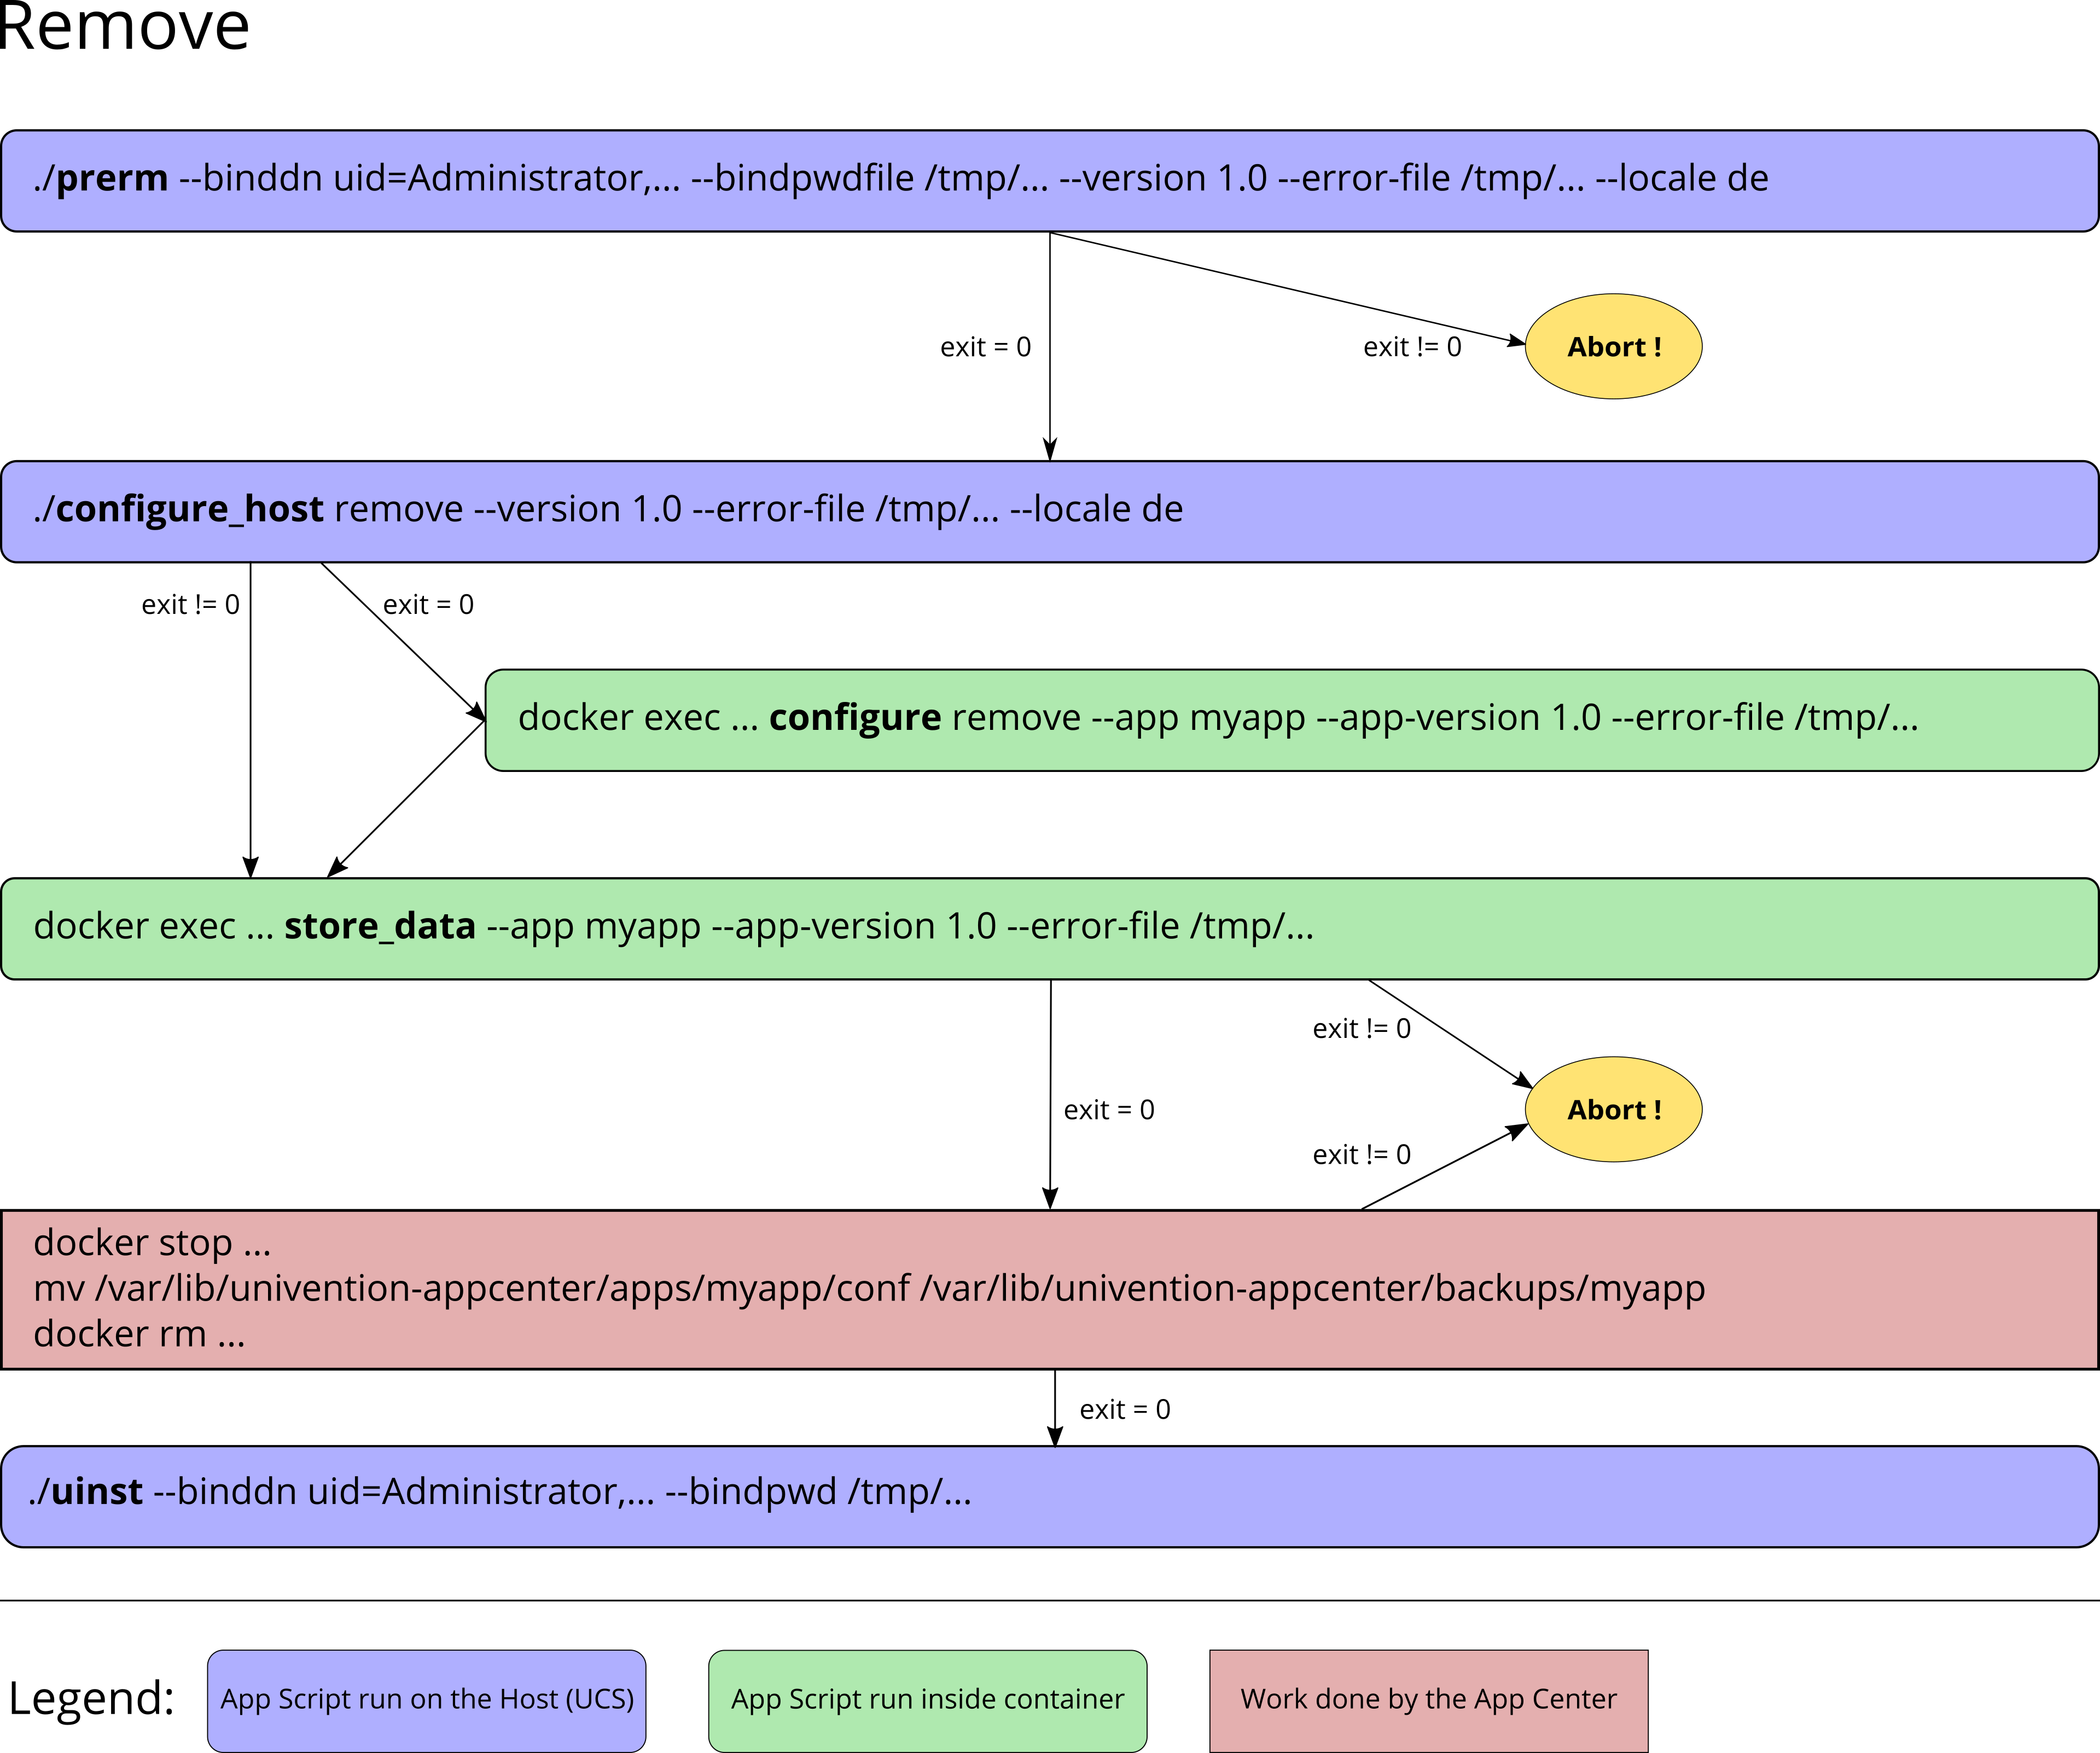 Remove
./prerm --binddn uid=Administrator,... --bindpwdfile /tmp/... --version 1.0 --error-file /tmp/... --locale de
exit = 0
exit != 0
Abort !
./configure_host remove --version 1.0 --error-file /tmp/... --locale de
exit != 0
exit = 0
docker exec ... configure remove --app myapp --app-version 1.0 --error-file /tmp/...
docker exec ... store_data --app myapp --app-version 1.0 --error-file /tmp/...
exit != 0
exit = 0
Abort !
exit != 0
docker stop ...
mv /var/lib/univention-appcenter/apps/myapp/conf /var/lib/univention-appcenter/backups/myapp
docker rm ...
exit = 0
./uinst --binddn uid=Administrator,... --bindpwd /tmp/...
Legend:
App Script run on the Host (UCS)
App Script run inside container
Work done by the App Center